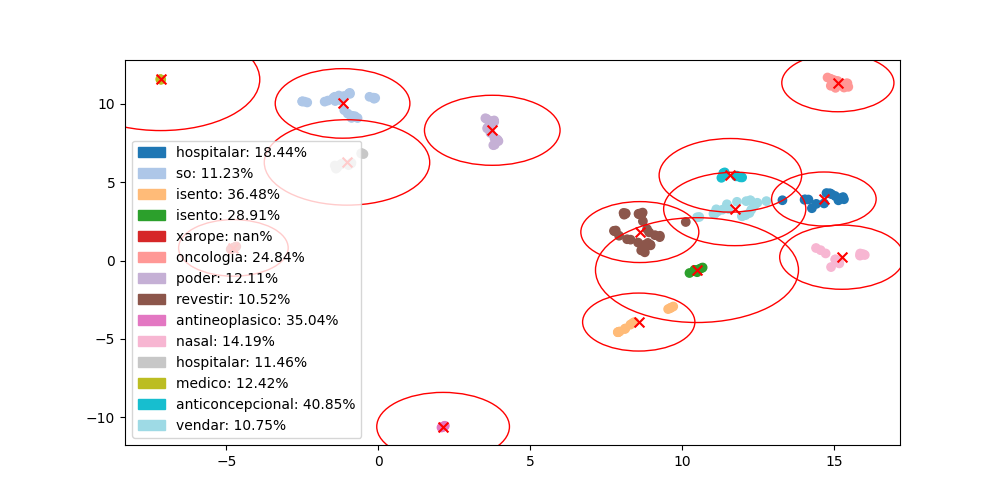 10
5
0
−5
−10
hospitalar: 18.44%
so: 11.23%
isento: 36.48%
isento: 28.91%
xarope: nan%
oncologia: 24.84%
poder: 12.11%
revestir: 10.52%
antineoplasico: 35.04%
nasal: 14.19%
hospitalar: 11.46%
medico: 12.42%
anticoncepcional: 40.85%
vendar: 10.75%
−5 0 5 10 15